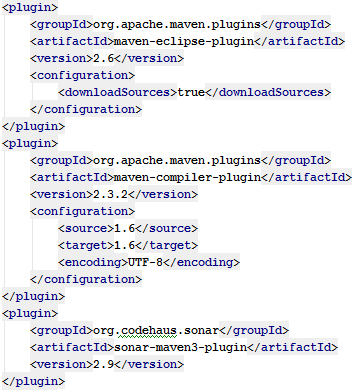 <plugin>
    <groupId>org.apache.maven.plugins</groupId>
    <artifactId>maven-eclipse-plugin</artifactId>
    <version>2.6</version>
    <configuration>
        <downloadSources>true</downloadSources>
    </configuration>
</plugin>
<plugin>
    <groupId>org.apache.maven.plugins</groupId>
    <artifactId>maven-compiler-plugin</artifactId>
    <version>2.3.2</version>
    <configuration>
        <source>1.6</source>
        <target>1.6</target>
        <encoding>UTF-8</encoding>
    </configuration>
</plugin>
<plugin>
    <groupId>org.codehaus.sonar</groupId>
    <artifactId>sonar-maven3-plugin</artifactId>
    <version>2.9</version>